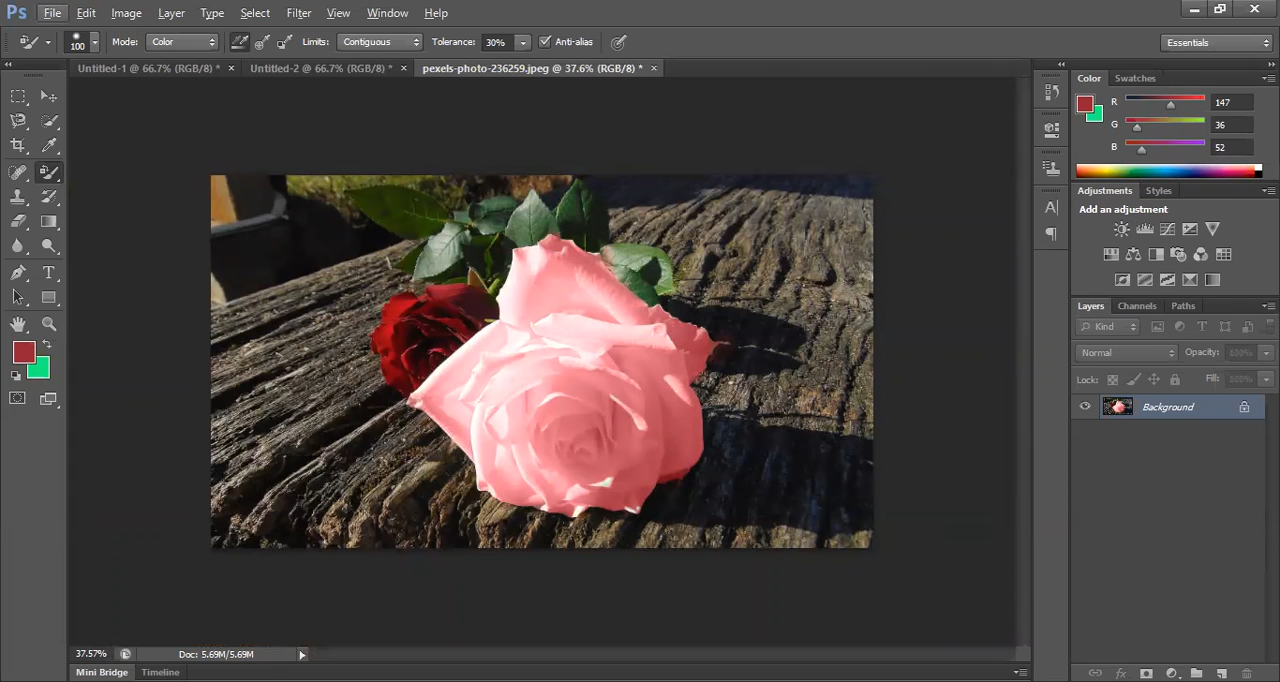 Ps File Edit Image Layer Type Select Filter View Window Help
100 Mode: Color Limits: Contiguous Tolerance: 30% Anti-alias Essentials
Untitled-1 @ 66.7% (RGB/8) * × Untitled-2 @ 66.7% (RGB/8) * × pexels-photo-236259.jpeg @ 37.6% (RGB/8) * ×
Color Swatches
R 147
G 36
B 52
Adjustments Styles
Add an adjustment
Layers Channels Paths
Kind
Normal Opacity: 100%
Lock: Fill: 100%
Background
37.57% Doc: 5.69M/5.69M
Mini Bridge Timeline